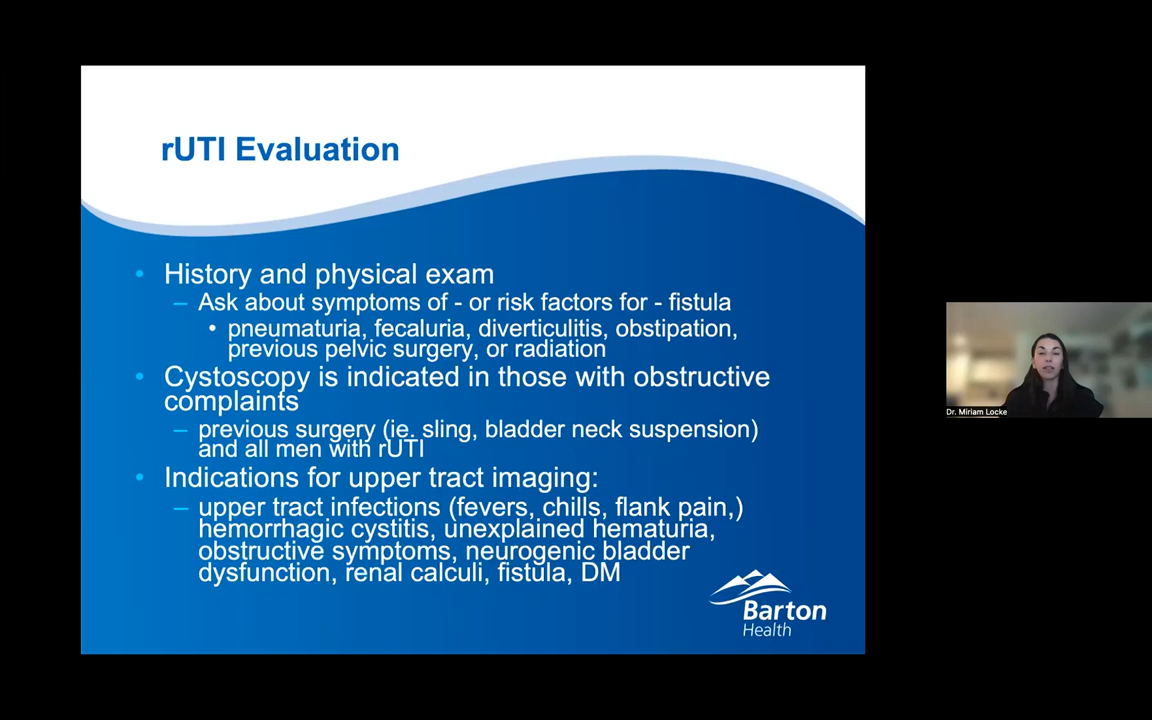 rUTI Evaluation
• History and physical exam
– Ask about symptoms of - or risk factors for - fistula
• pneumaturia, fecaluria, diverticulitis, obstipation,
previous pelvic surgery, or radiation
• Cystoscopy is indicated in those with obstructive
complaints
– previous surgery (ie. sling, bladder neck suspension)
and all men with rUTI
• Indications for upper tract imaging:
– upper tract infections (fevers, chills, flank pain,)
hemorrhagic cystitis, unexplained hematuria,
obstructive symptoms, neurogenic bladder
dysfunction, renal calculi, fistula, DM
Barton
Health
Dr. Miriam Locke